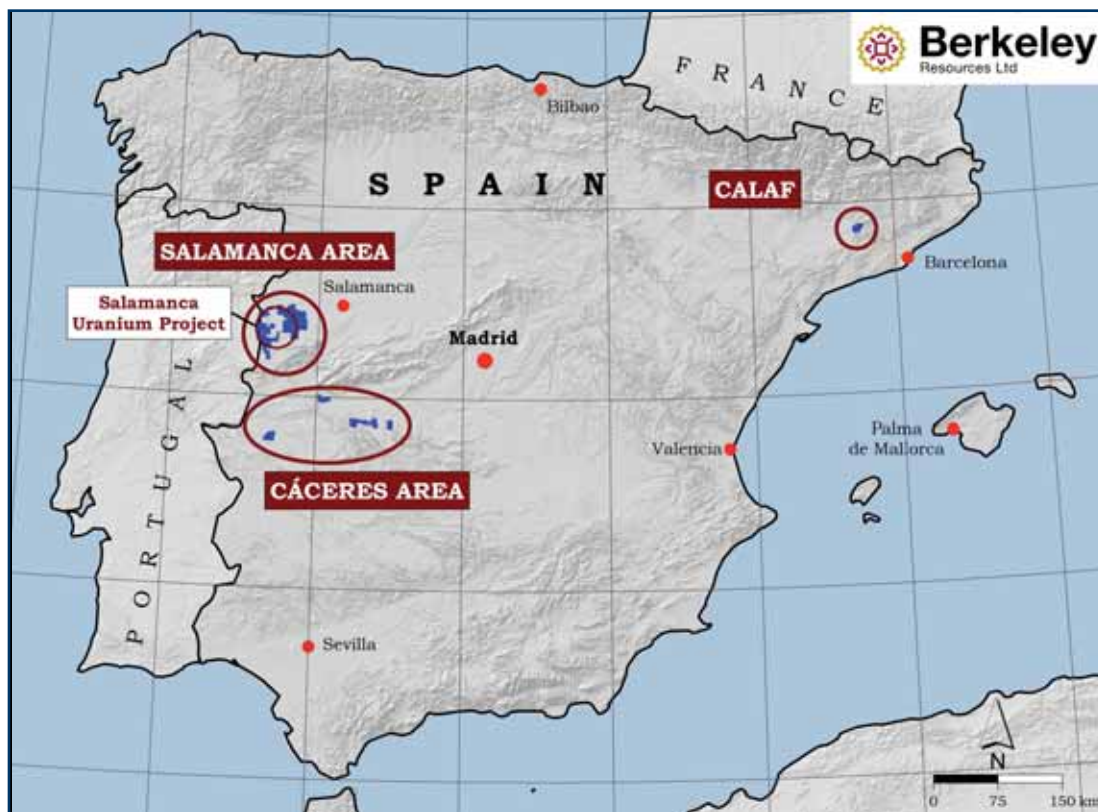 Berkeley
Resources Ltd
FRANCE
Bilbao
SPAIN
CALAF
SALAMANCA AREA
Salamanca
Uranium Project
Salamanca
Barcelona
Madrid
PORTUGAL
Valencia
Palma
de Mallorca
CÁCERES AREA
Sevilla
N
0 75 150 km